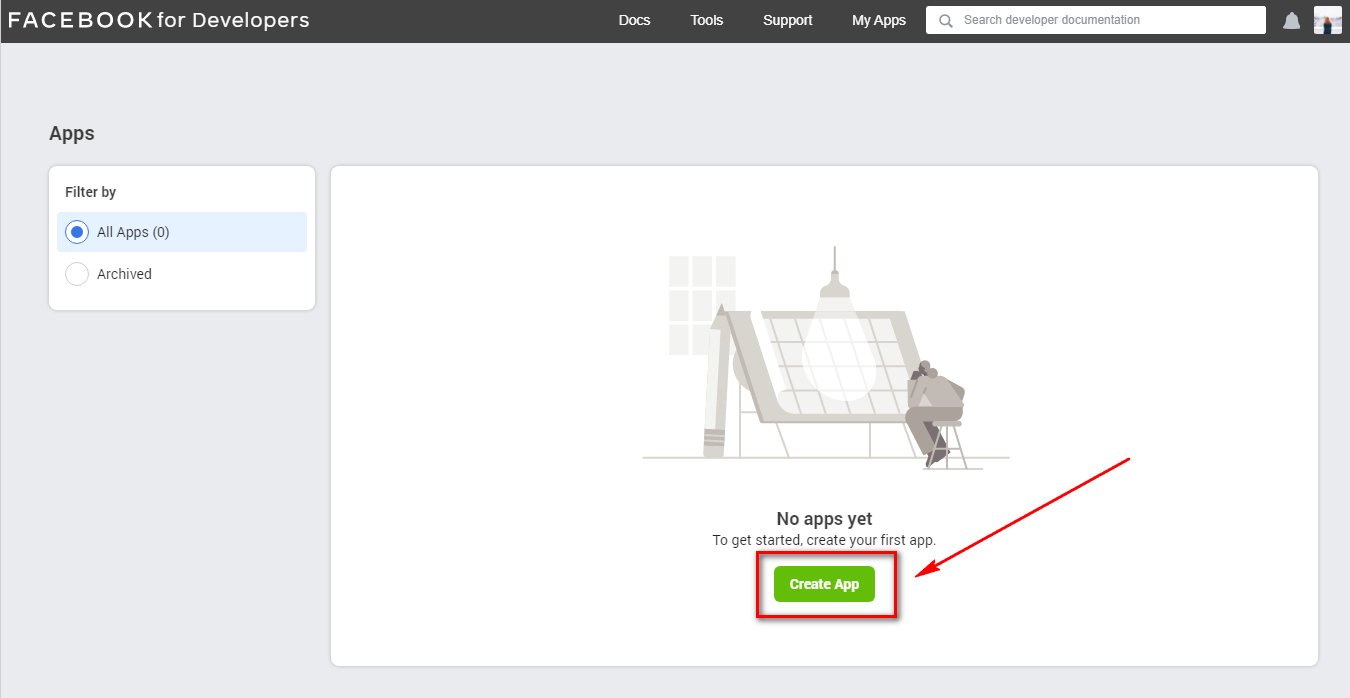 FACEBOOK for Developers
Docs
Tools
Support
My Apps
Search developer documentation
Apps
Filter by
All Apps (0)
Archived
No apps yet
To get started, create your first app.
Create App